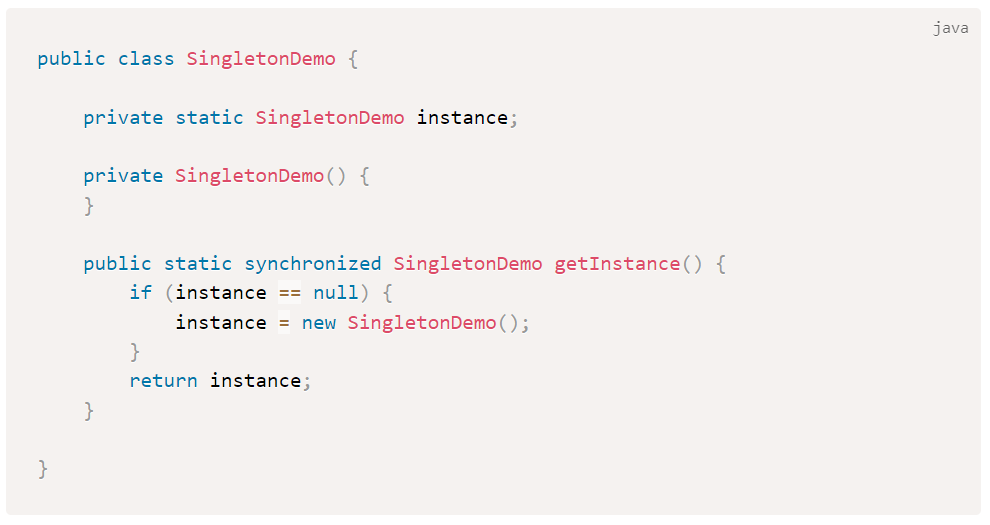 java
public class SingletonDemo {
    private static SingletonDemo instance;
    private SingletonDemo() {
    }
    public static synchronized SingletonDemo getInstance() {
        if (instance == null) {
            instance = new SingletonDemo();
        }
        return instance;
    }
}